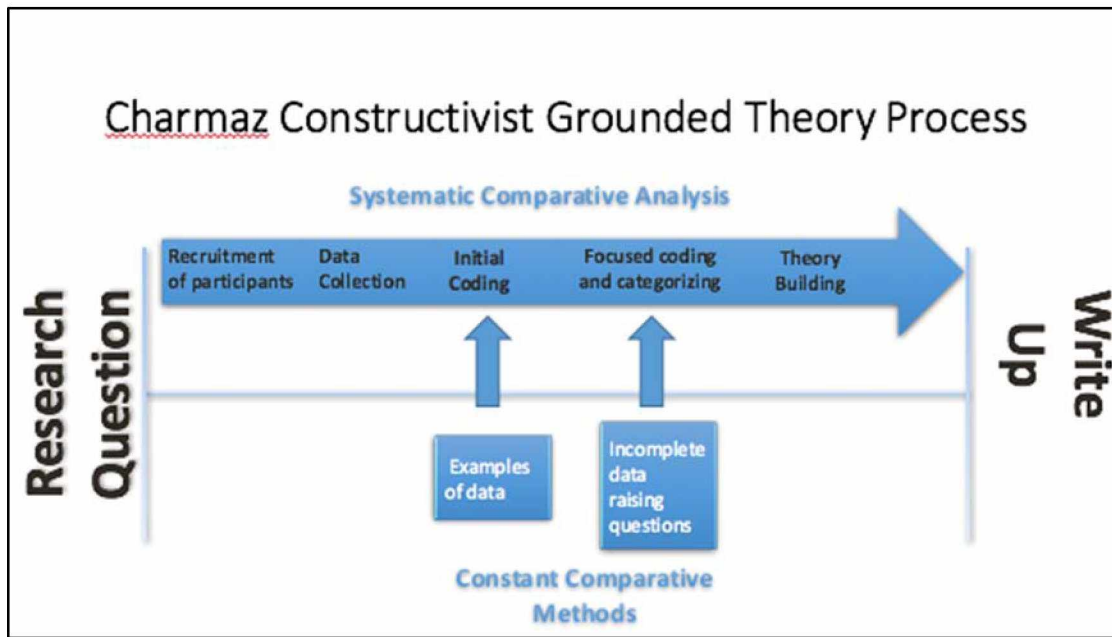 Charmaz Constructivist Grounded Theory Process
Systematic Comparative Analysis
Research
Question
Recruitment
of participants
Data
Collection
Initial
Coding
Focused coding
and categorizing
Theory
Building
Write
Up
Examples
of data
Incomplete
data
raising
questions
Constant Comparative
Methods